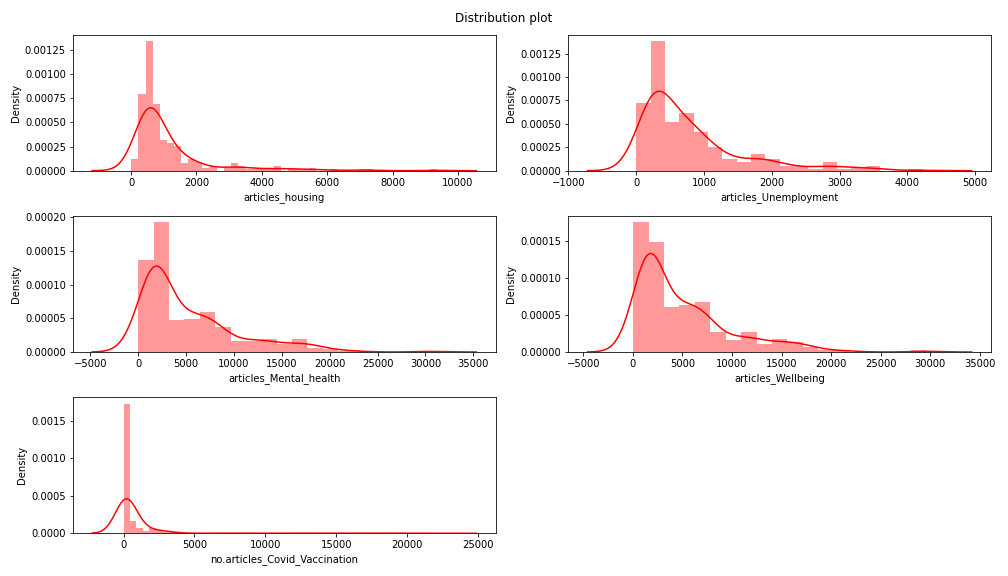 Distribution plot
0.00125
0.00100
0.00075
0.00050
0.00025
0.00000
Density
0 2000 4000 6000 8000 10000
articles_housing
0.00125
0.00100
0.00075
0.00050
0.00025
0.00000
Density
−1000 0 1000 2000 3000 4000 5000
articles_Unemployment
0.00020
0.00015
0.00010
0.00005
0.00000
Density
−5000 0 5000 10000 15000 20000 25000 30000 35000
articles_Mental_health
0.00015
0.00010
0.00005
0.00000
Density
−5000 0 5000 10000 15000 20000 25000 30000 35000
articles_Wellbeing
0.0015
0.0010
0.0005
0.0000
Density
0 5000 10000 15000 20000 25000
no.articles_Covid_Vaccination